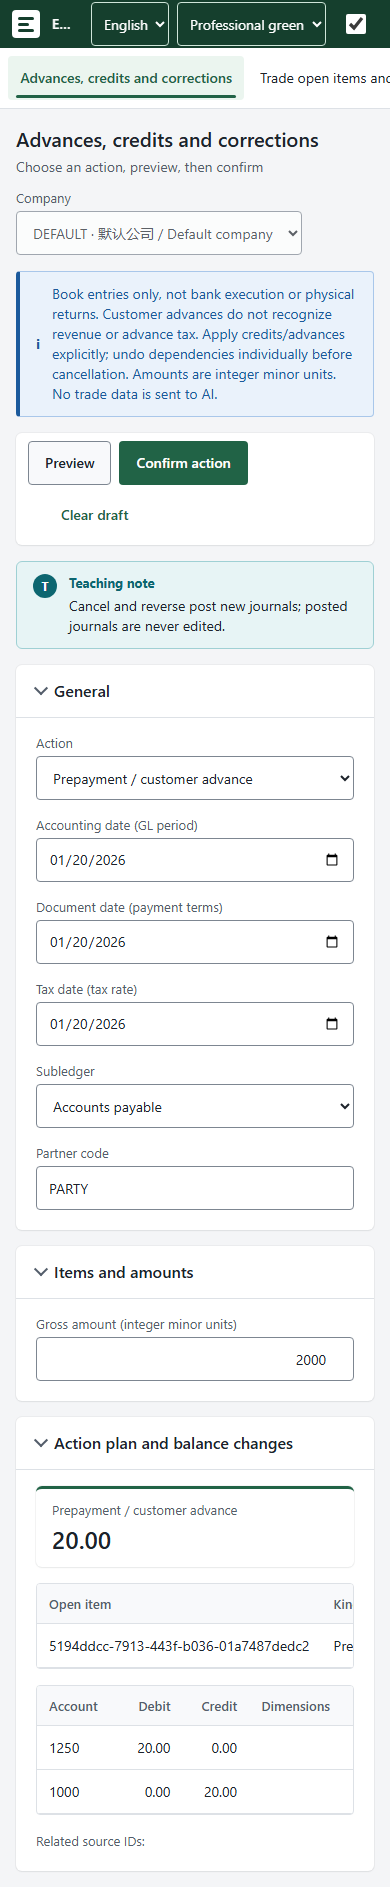 E...
English
Professional green
Advances, credits and corrections
Trade open items and
Advances, credits and corrections
Choose an action, preview, then confirm
Company
DEFAULT · 默认公司 / Default company
i
Book entries only, not bank execution or physical
returns. Customer advances do not recognize
revenue or advance tax. Apply credits/advances
explicitly; undo dependencies individually before
cancellation. Amounts are integer minor units.
No trade data is sent to AI.
Preview
Confirm action
Clear draft
T
Teaching note
Cancel and reverse post new journals; posted
journals are never edited.
General
Action
Prepayment / customer advance
Accounting date (GL period)
01/20/2026
Document date (payment terms)
01/20/2026
Tax date (tax rate)
01/20/2026
Subledger
Accounts payable
Partner code
PARTY
Items and amounts
Gross amount (integer minor units)
2000
Action plan and balance changes
Prepayment / customer advance
20.00
Open item Kin
5194ddcc-7913-443f-b036-01a7487dedc2 Pre
Account Debit Credit Dimensions
1250 20.00 0.00
1000 0.00 20.00
Related source IDs: